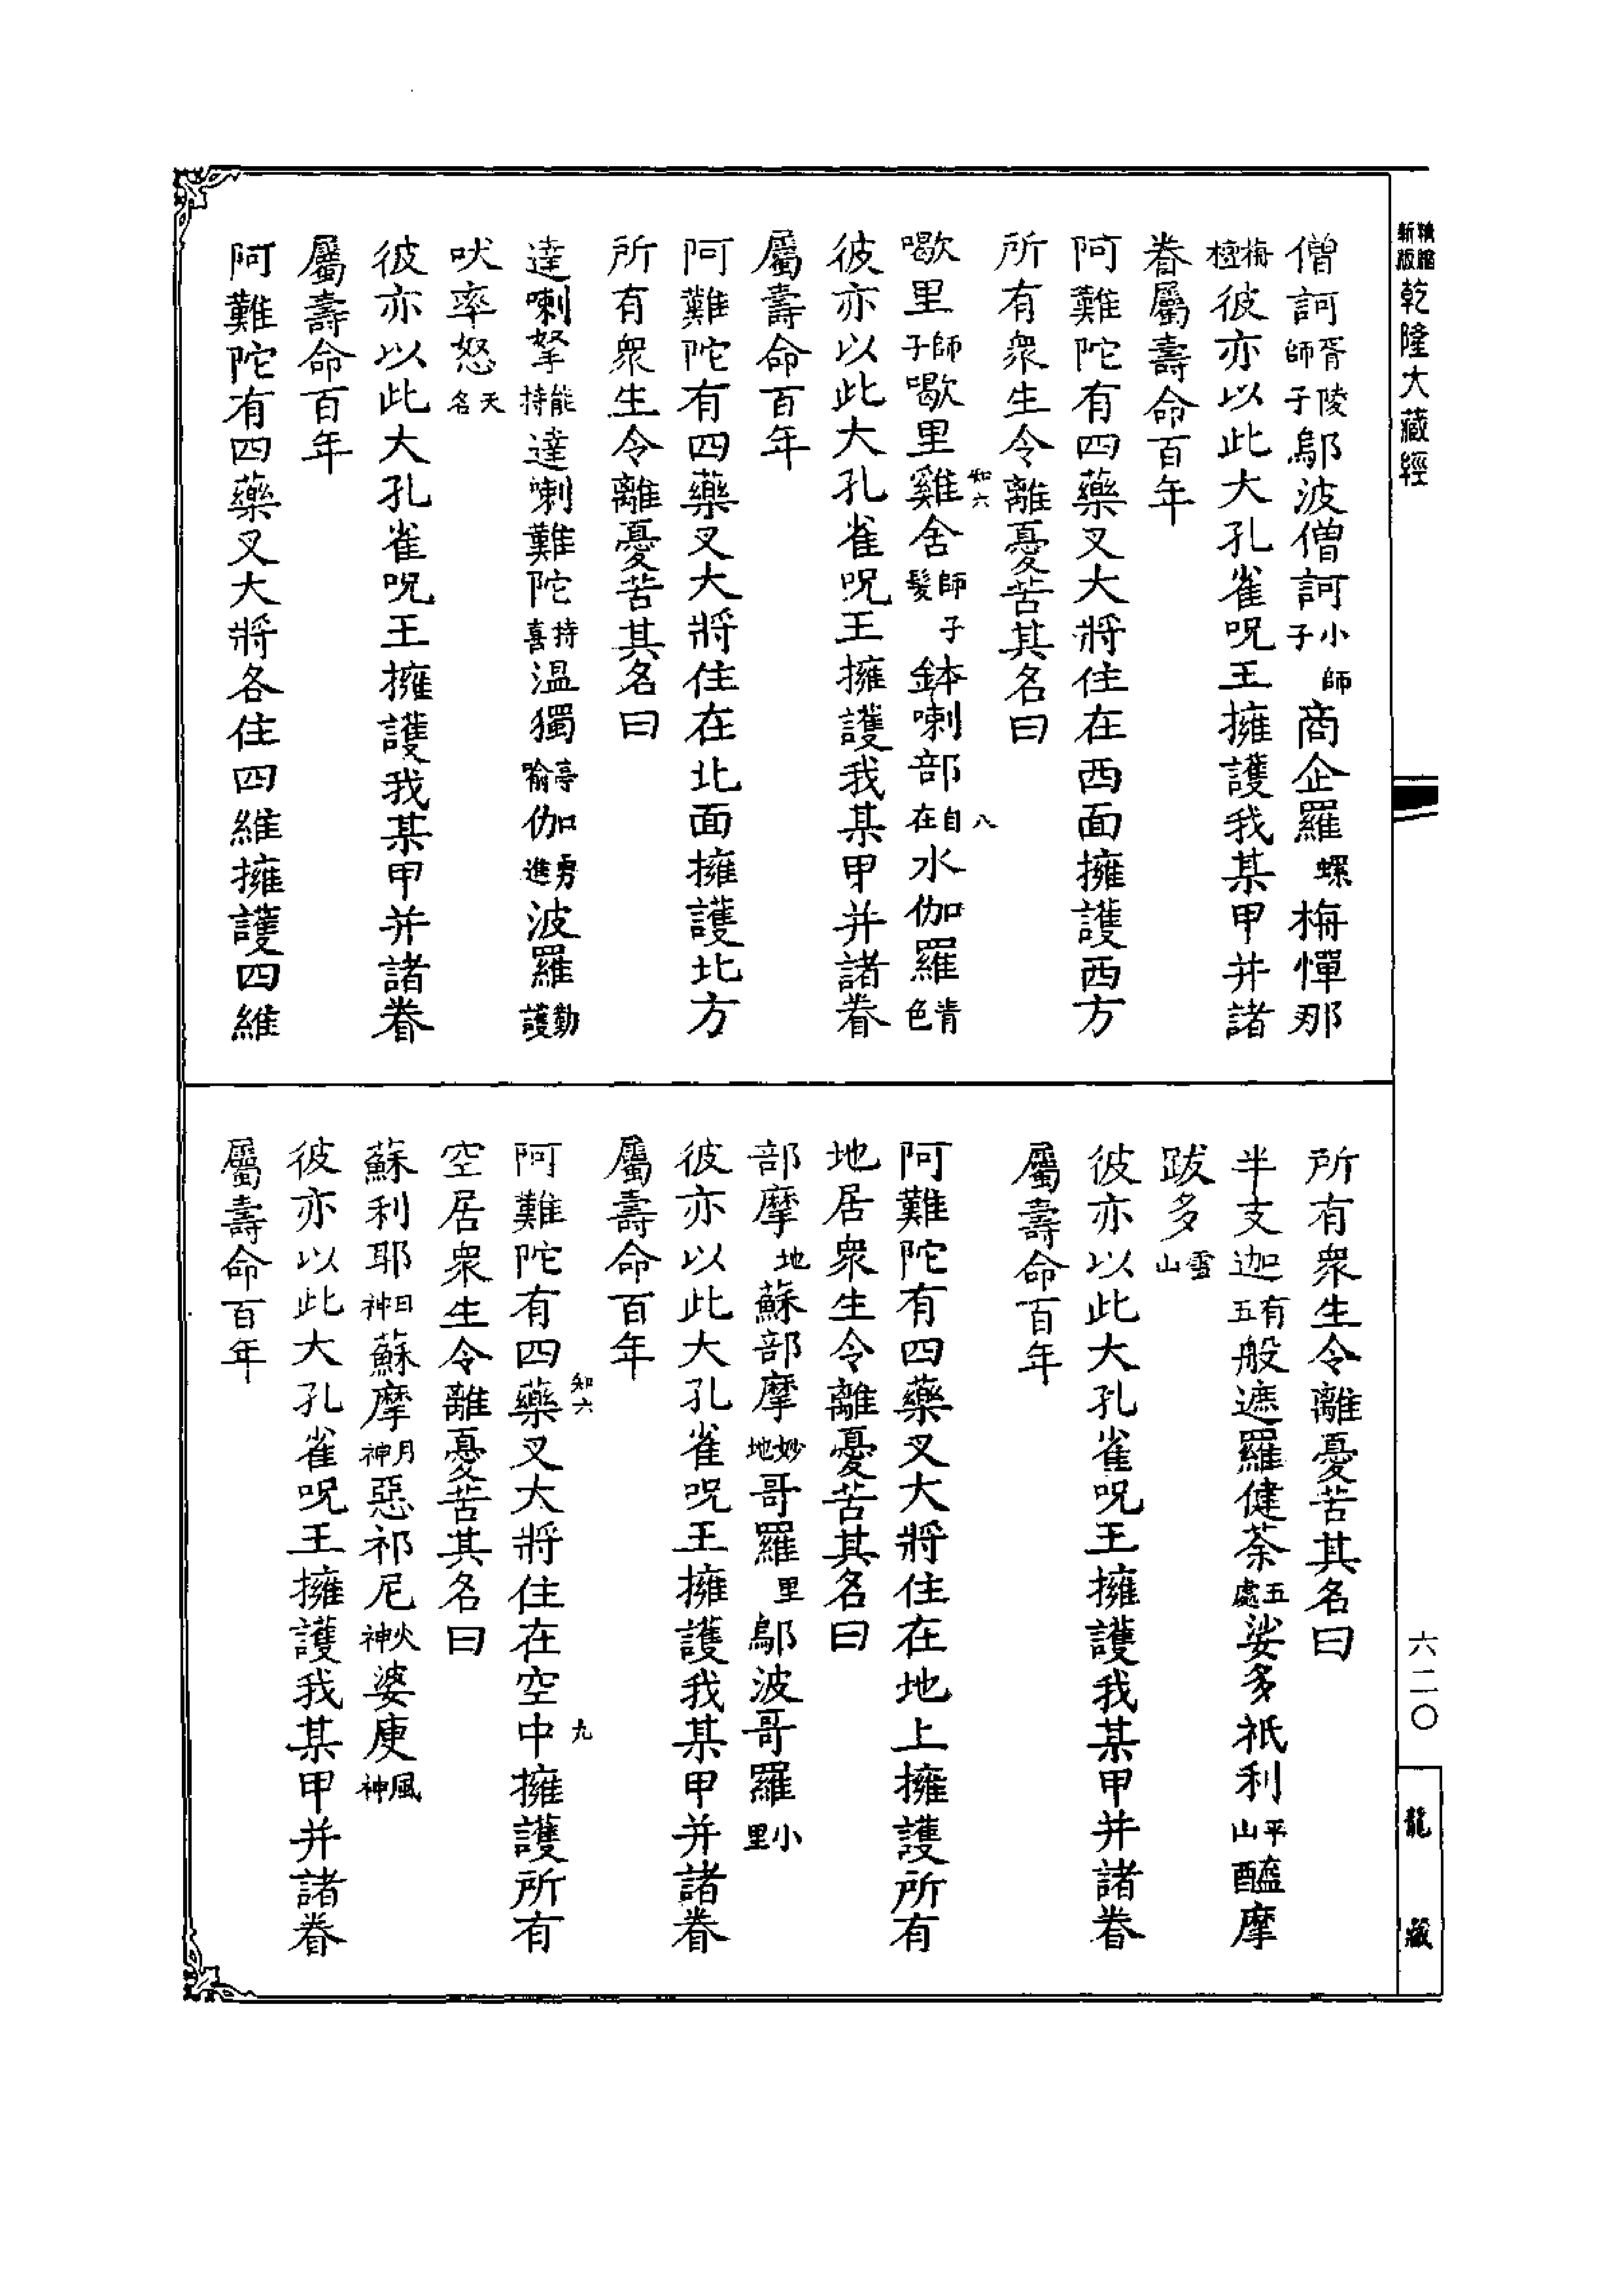 精縮新版乾隆大藏經
僧訶胥陵師子鄔波僧訶小師子商企羅螺栴憚那
栴檀彼亦以此大孔雀呪王擁護我某甲并諸
眷屬壽命百年
阿難陀有四藥叉大將住在西面擁護西方
所有眾生令離憂苦其名曰
知六
八
歇里師子歇里雞舍師子髮鉢喇部自在水伽羅青色
彼亦以此大孔雀呪王擁護我某甲并諸眷
屬壽命百年
阿難陀有四藥叉大將住在北面擁護北方
所有眾生令離憂苦其名曰
達喇拏能持達喇難陀持喜溫獨亭喻伽勇進波羅勤護
吠率怒天名
彼亦以此大孔雀呪王擁護我某甲并諸眷
屬壽命百年
阿難陀有四藥叉大將各住四維擁護四維
所有眾生令離憂苦其名曰
半支迦有五般遮羅健荼五處娑多祇利平山醯摩
跋多雪山
彼亦以此大孔雀呪王擁護我某甲并諸眷
屬壽命百年
阿難陀有四藥叉大將住在地上擁護所有
地居眾生令離憂苦其名曰
部摩地蘇部摩妙地哥羅里鄔波哥羅小里
彼亦以此大孔雀呪王擁護我某甲并諸眷
屬壽命百年
知六
九
阿難陀有四藥叉大將住在空中擁護所有
空居眾生令離憂苦其名曰
蘇利耶日神蘇摩月神惡祁尼火神婆庾風神
彼亦以此大孔雀呪王擁護我某甲并諸眷
屬壽命百年
六二〇
龍藏